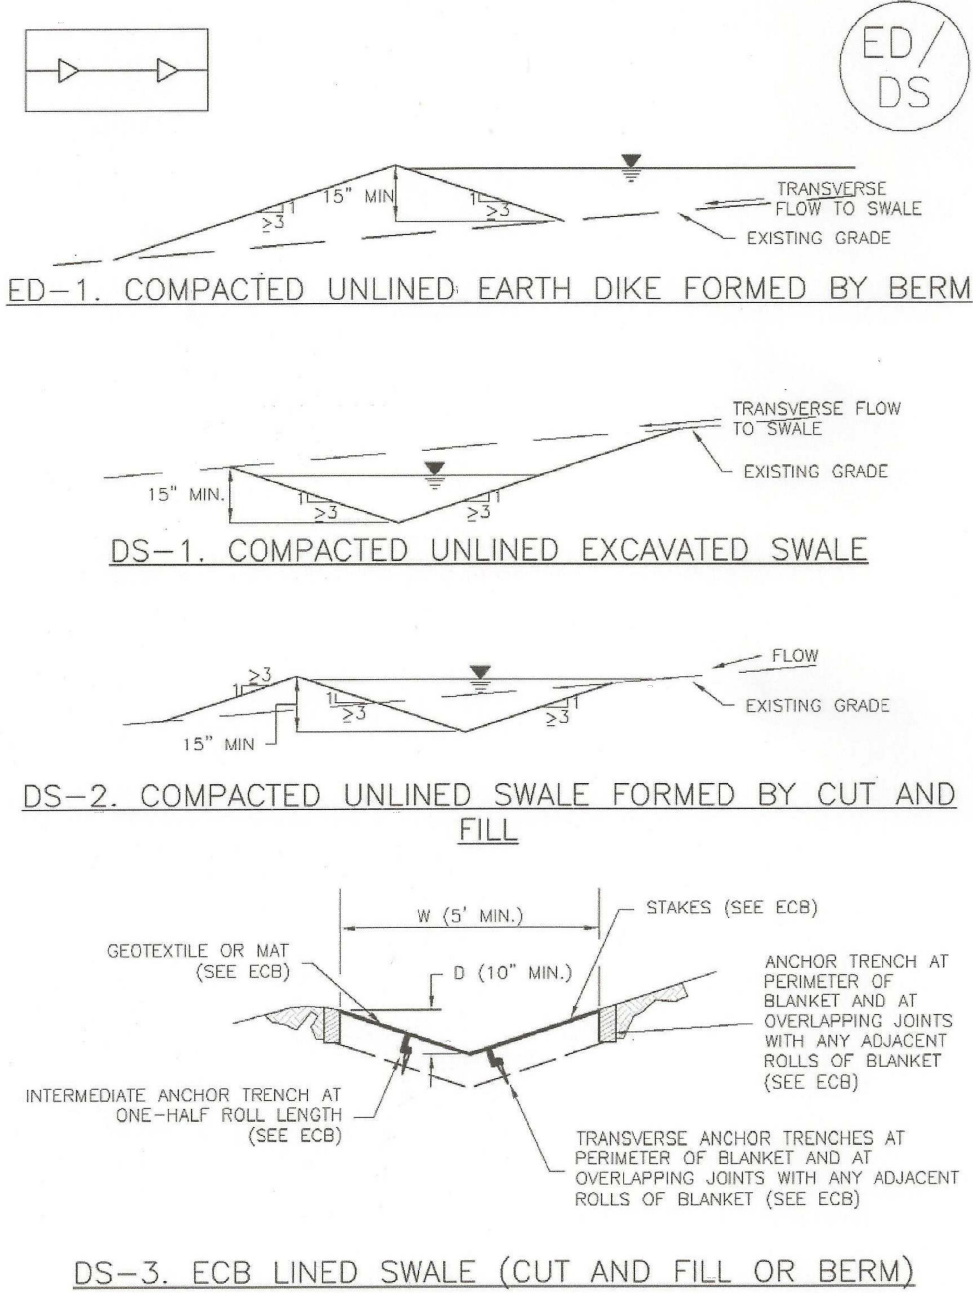 ED/
DS
15" MIN
1
≥3
1
≥3
TRANSVERSE
FLOW TO SWALE
EXISTING GRADE
ED-1. COMPACTED UNLINED EARTH DIKE FORMED BY BERM
TRANSVERSE FLOW
TO SWALE
EXISTING GRADE
15" MIN.
1
≥3
1
≥3
DS-1. COMPACTED UNLINED EXCAVATED SWALE
≥3
1
1
≥3
1
≥3
FLOW
EXISTING GRADE
15" MIN
DS-2. COMPACTED UNLINED SWALE FORMED BY CUT AND
FILL
W (5' MIN.)
STAKES (SEE ECB)
GEOTEXTILE OR MAT
(SEE ECB)
D (10" MIN.)
ANCHOR TRENCH AT
PERIMETER OF
BLANKET AND AT
OVERLAPPING JOINTS
WITH ANY ADJACENT
ROLLS OF BLANKET
(SEE ECB)
INTERMEDIATE ANCHOR TRENCH AT
ONE-HALF ROLL LENGTH
(SEE ECB)
TRANSVERSE ANCHOR TRENCHES AT
PERIMETER OF BLANKET AND AT
OVERLAPPING JOINTS WITH ANY ADJACENT
ROLLS OF BLANKET (SEE ECB)
DS-3. ECB LINED SWALE (CUT AND FILL OR BERM)